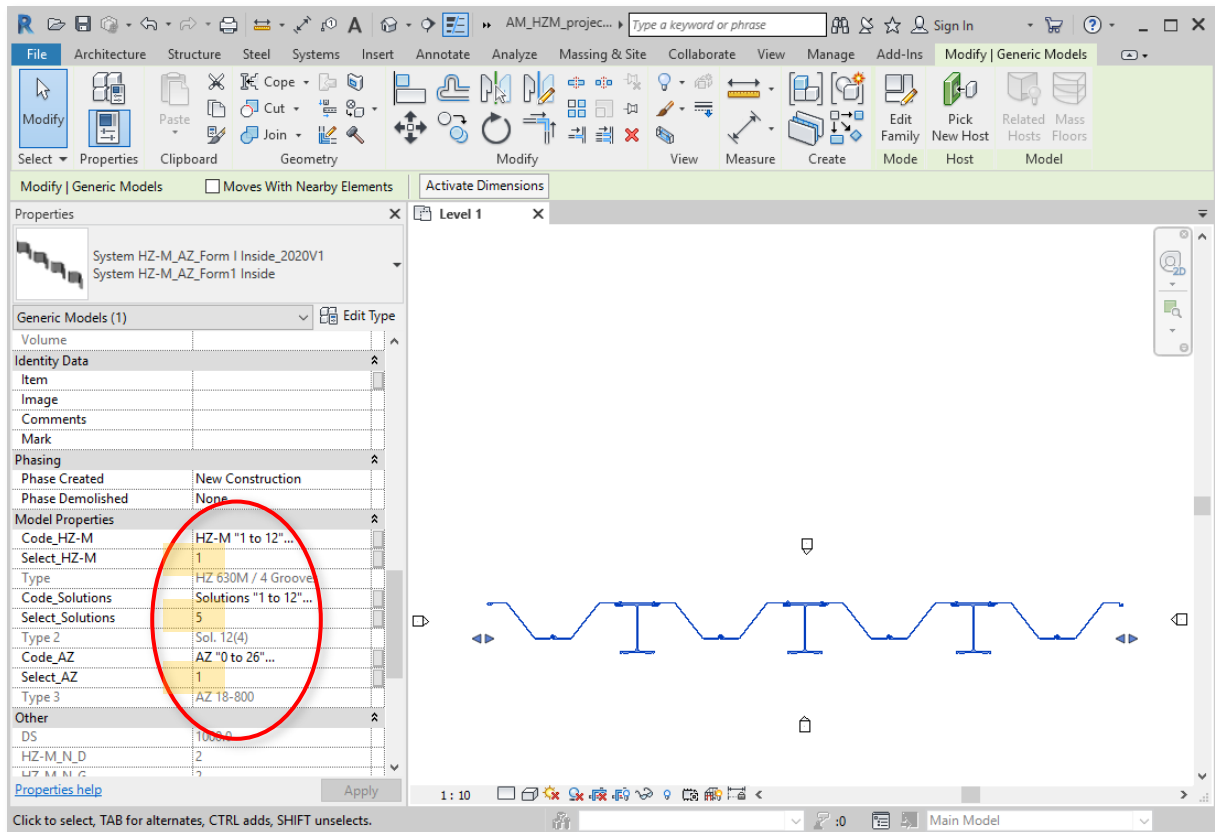 AM_HZM_projec... Type a keyword or phrase Sign In
File Architecture Structure Steel Systems Insert Annotate Analyze Massing & Site Collaborate View Manage Add-Ins Modify | Generic Models
Modify Paste Cope Cut Join Edit Family Pick New Host Related Hosts Mass Floors
Select Properties Clipboard Geometry Modify View Measure Create Mode Host Model
Modify | Generic Models Moves With Nearby Elements Activate Dimensions
Properties
Level 1
System HZ-M_AZ_Form I Inside_2020V1
System HZ-M_AZ_Form1 Inside
2D
Generic Models (1) Edit Type
Volume
Identity Data
Item
Image
Comments
Mark
Phasing
Phase Created New Construction
Phase Demolished None
Model Properties
Code_HZ-M HZ-M "1 to 12"...
Select_HZ-M 1
Type HZ 630M / 4 Groove
Code_Solutions Solutions "1 to 12"...
Select_Solutions 5
Type 2 Sol. 12(4)
Code_AZ AZ "0 to 26"...
Select_AZ 1
Type 3 AZ 18-800
Other
DS 1000.0
HZ-M_N_D 2
HZ-M_N_G 2
Properties help Apply
1 : 10
Click to select, TAB for alternates, CTRL adds, SHIFT unselects. :0 Main Model